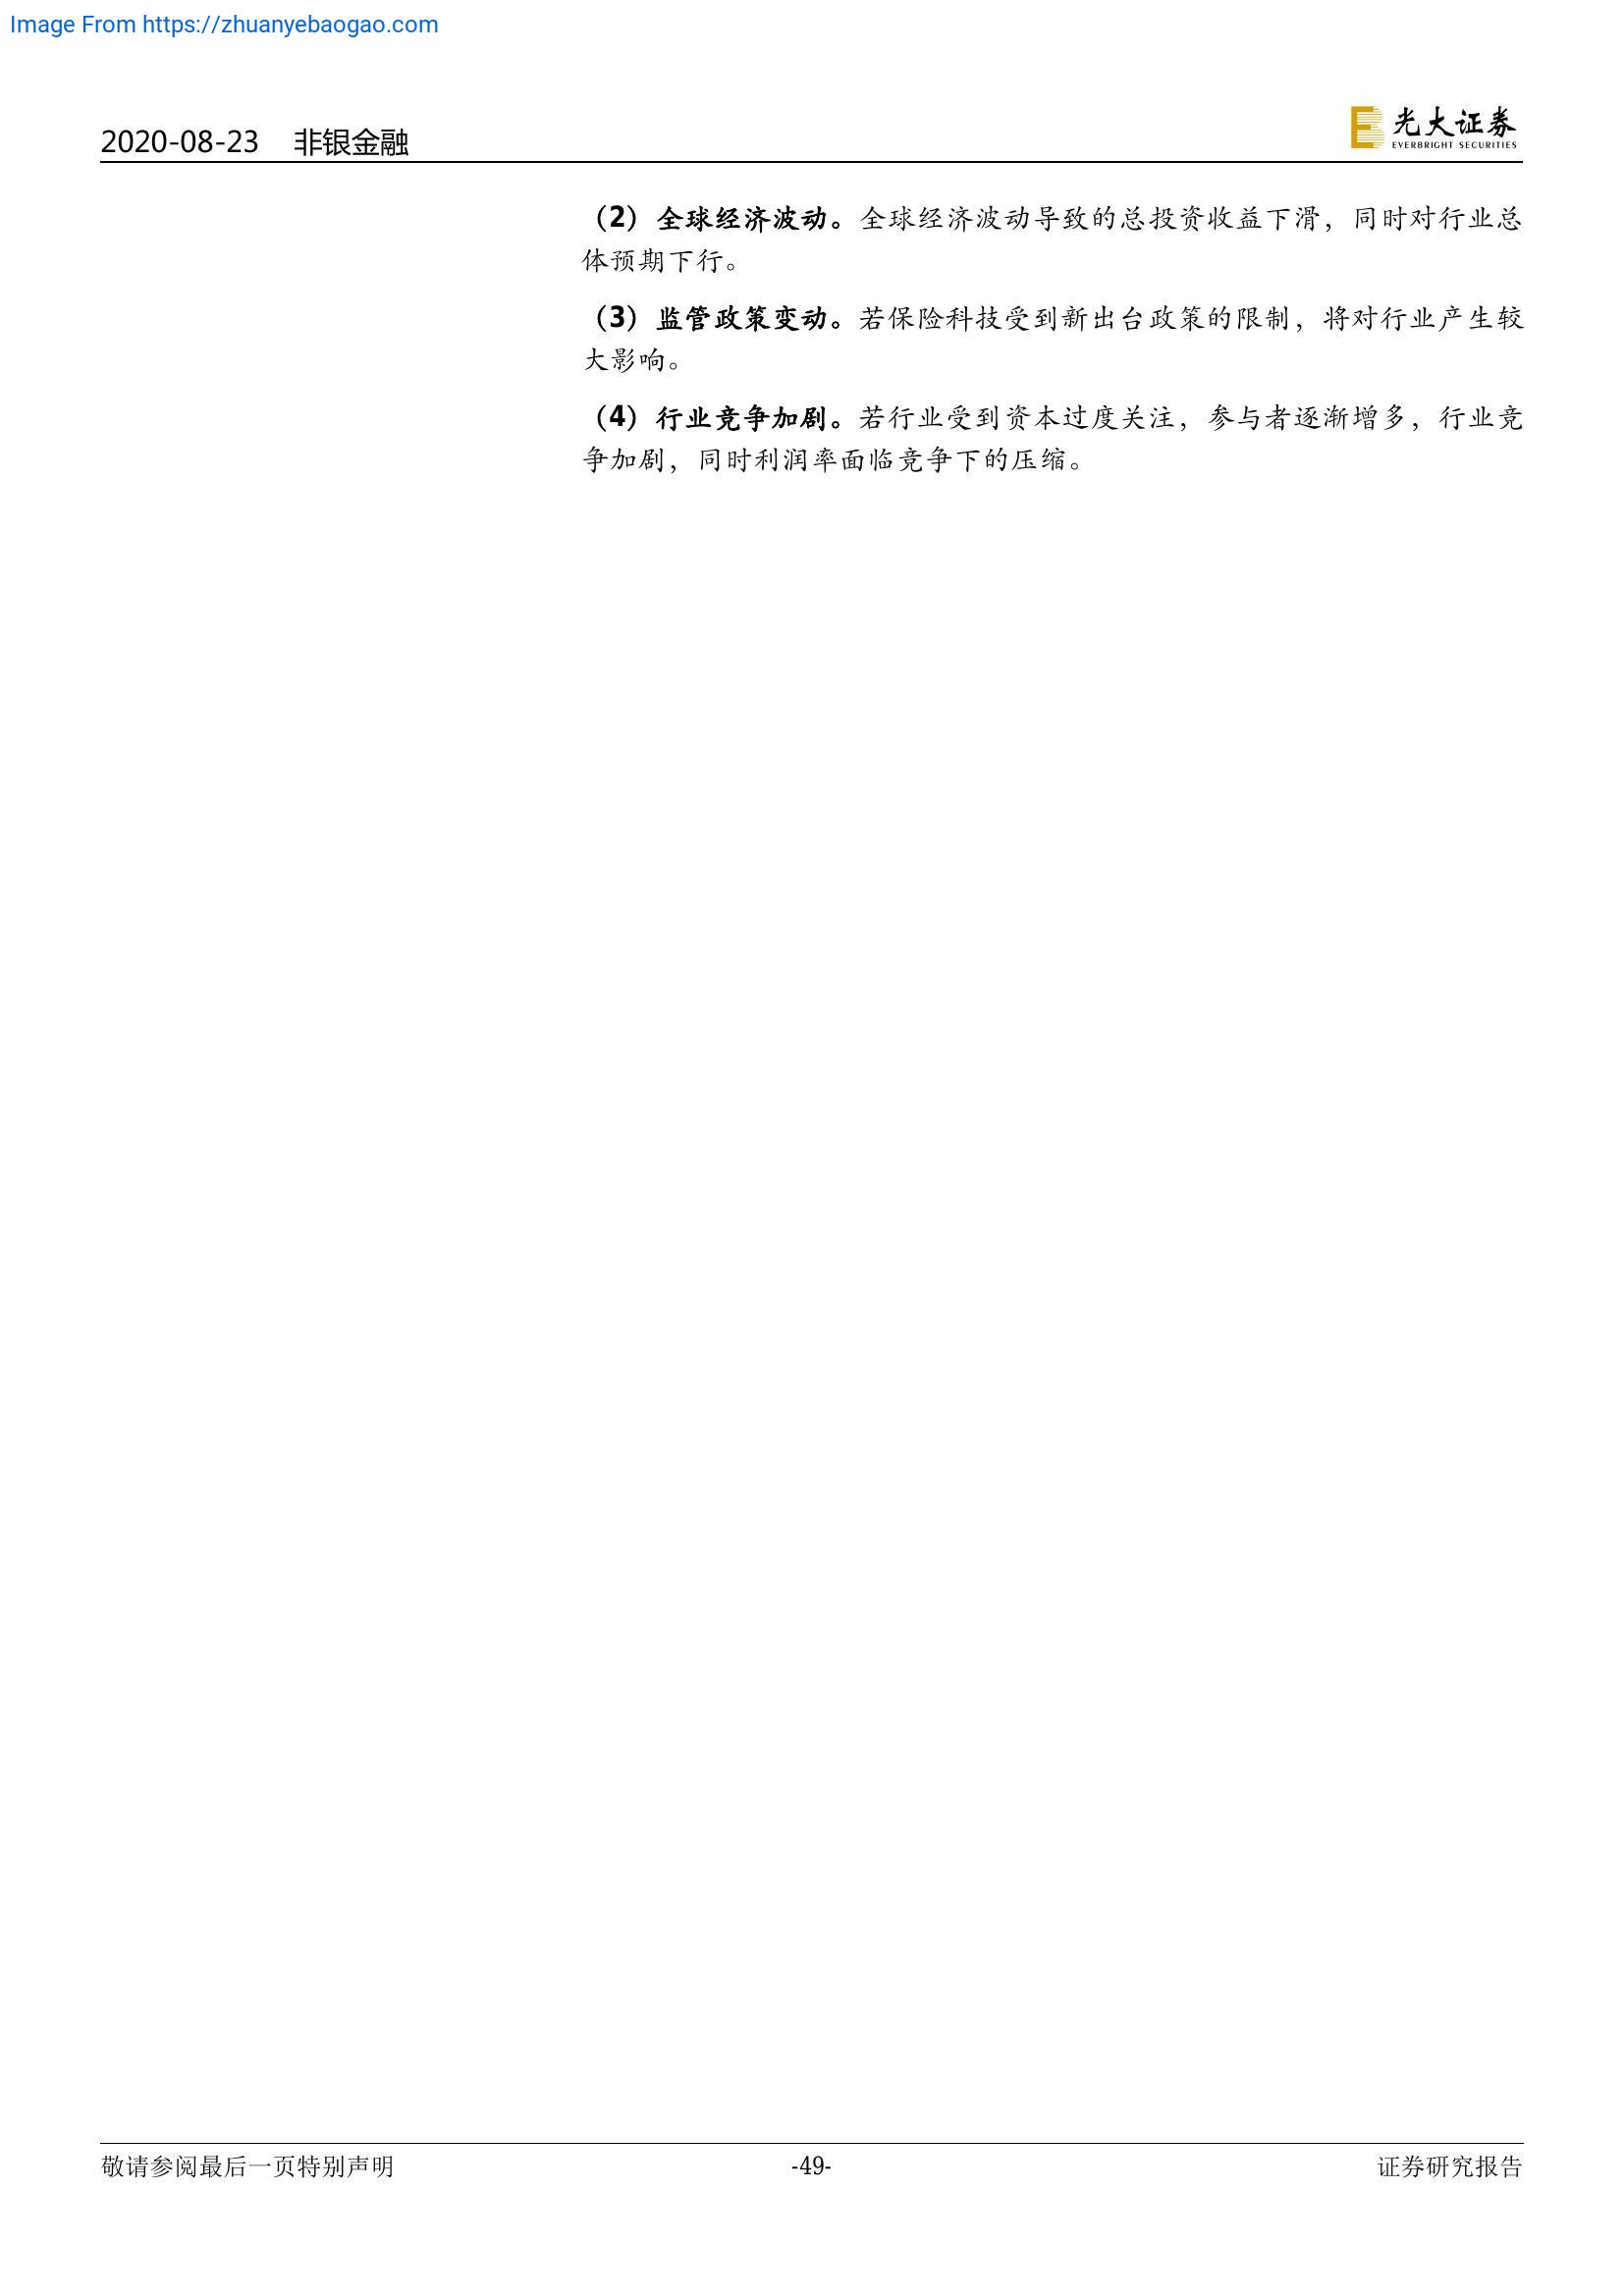 Image From https://zhuanyebaogao.com
2020-08-23 非银金融
光大证券
EVERBRIGHT SECURITIES
（2）全球经济波动。全球经济波动导致的总投资收益下滑，同时对行业总
体预期下行。
（3）监管政策变动。若保险科技受到新出台政策的限制，将对行业产生较
大影响。
（4）行业竞争加剧。若行业受到资本过度关注，参与者逐渐增多，行业竞
争加剧，同时利润率面临竞争下的压缩。
敬请参阅最后一页特别声明 -49- 证券研究报告